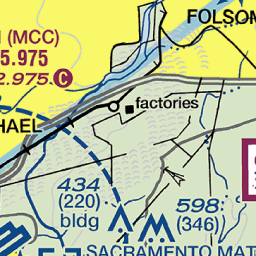 FOLSOM
(MCC)
5.975
2.975 C
factories
HAEL
434
(220)
bldg
598
(346)
SACRAMENTO MAT